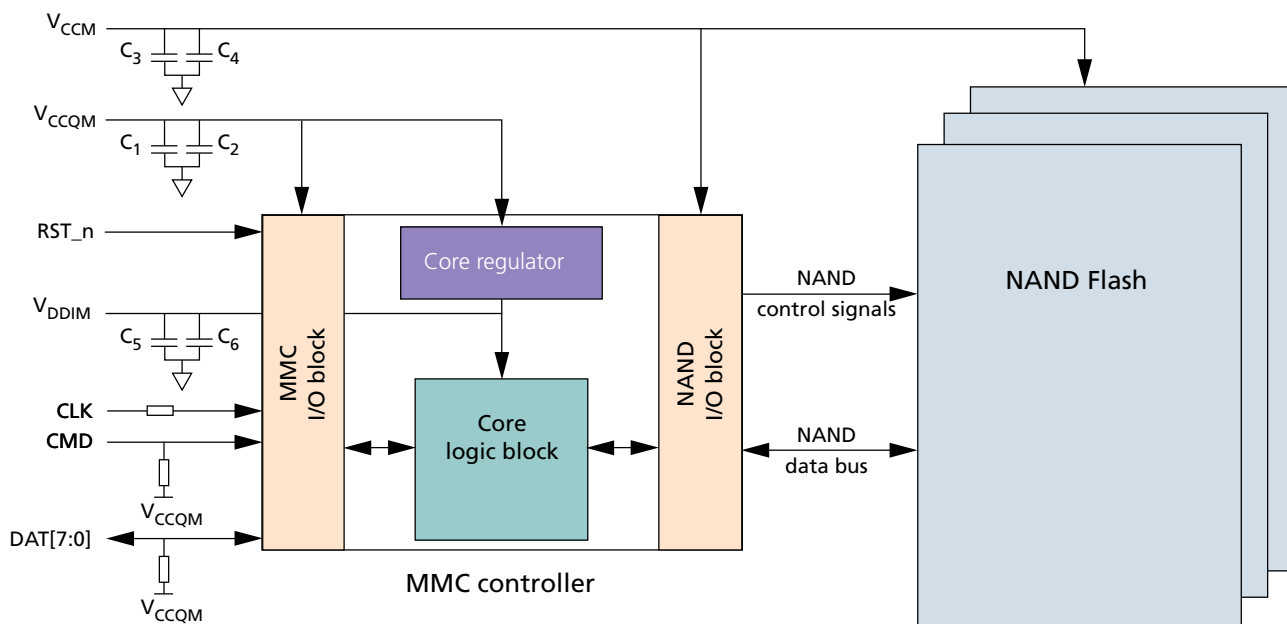 VCCM
C3 C4
VCCQM
C1 C2
RST_n
VDDIM
C5 C6
CLK
CMD
VCCQM
DAT[7:0]
VCCQM
MMC
I/O block
Core regulator
Core
logic block
NAND
I/O block
MMC controller
NAND
control signals
NAND
data bus
NAND Flash